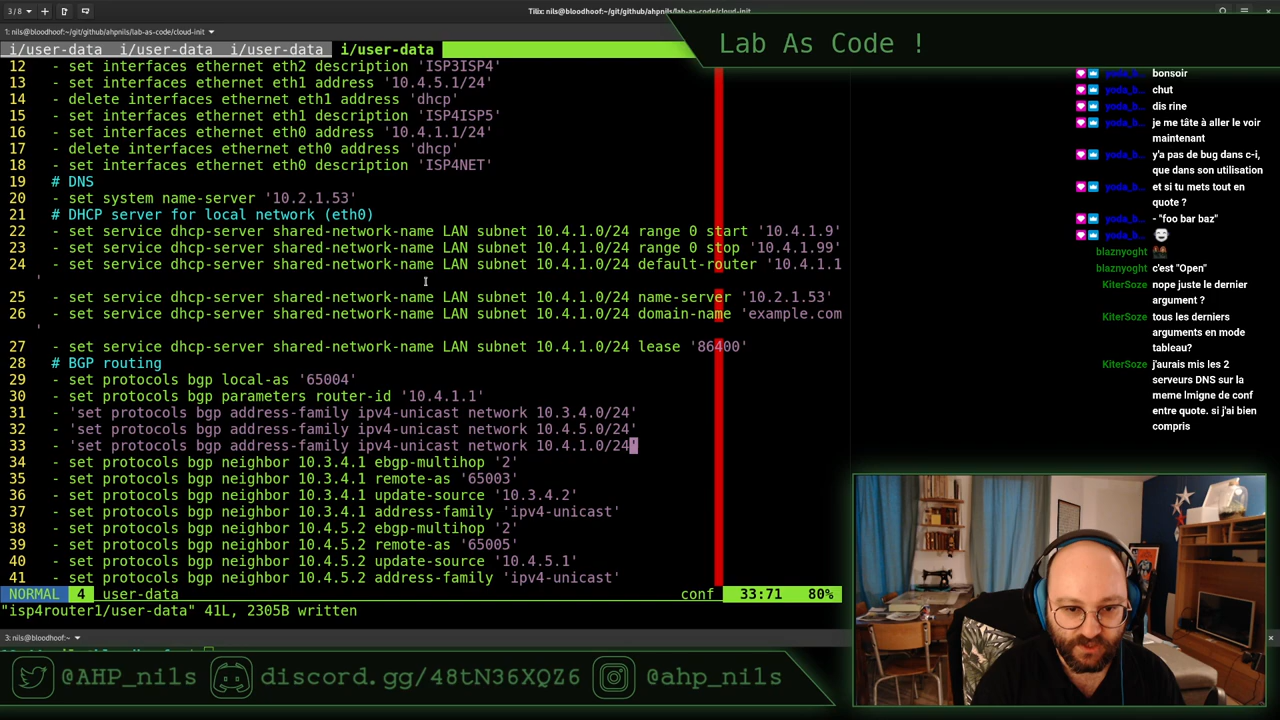 3/8
Tilix: nils@bloodhoof:~/git/github/ahpnils/lab-as-code/cloud-init
1: nils@bloodhoof:~/git/github/ahpnils/lab-as-code/cloud-init
i/user-data i/user-data i/user-data i/user-data
12 - set interfaces ethernet eth2 description 'ISP3ISP4'
13 - set interfaces ethernet eth1 address '10.4.5.1/24'
14 - delete interfaces ethernet eth1 address 'dhcp'
15 - set interfaces ethernet eth1 description 'ISP4ISP5'
16 - set interfaces ethernet eth0 address '10.4.1.1/24'
17 - delete interfaces ethernet eth0 address 'dhcp'
18 - set interfaces ethernet eth0 description 'ISP4NET'
19 # DNS
20 - set system name-server '10.2.1.53'
21 # DHCP server for local network (eth0)
22 - set service dhcp-server shared-network-name LAN subnet 10.4.1.0/24 range 0 start '10.4.1.9'
23 - set service dhcp-server shared-network-name LAN subnet 10.4.1.0/24 range 0 stop '10.4.1.99'
24 - set service dhcp-server shared-network-name LAN subnet 10.4.1.0/24 default-router '10.4.1.1
'
25 - set service dhcp-server shared-network-name LAN subnet 10.4.1.0/24 name-server '10.2.1.53'
26 - set service dhcp-server shared-network-name LAN subnet 10.4.1.0/24 domain-name 'example.com
'
27 - set service dhcp-server shared-network-name LAN subnet 10.4.1.0/24 lease '86400'
28 # BGP routing
29 - set protocols bgp local-as '65004'
30 - set protocols bgp parameters router-id '10.4.1.1'
31 - 'set protocols bgp address-family ipv4-unicast network 10.3.4.0/24'
32 - 'set protocols bgp address-family ipv4-unicast network 10.4.5.0/24'
33 - 'set protocols bgp address-family ipv4-unicast network 10.4.1.0/24'
34 - set protocols bgp neighbor 10.3.4.1 ebgp-multihop '2'
35 - set protocols bgp neighbor 10.3.4.1 remote-as '65003'
36 - set protocols bgp neighbor 10.3.4.1 update-source '10.3.4.2'
37 - set protocols bgp neighbor 10.3.4.1 address-family 'ipv4-unicast'
38 - set protocols bgp neighbor 10.4.5.2 ebgp-multihop '2'
39 - set protocols bgp neighbor 10.4.5.2 remote-as '65005'
40 - set protocols bgp neighbor 10.4.5.2 update-source '10.4.5.1'
41 - set protocols bgp neighbor 10.4.5.2 address-family 'ipv4-unicast'
NORMAL 4 user-data conf 33:71 80%
"isp4router1/user-data" 41L, 2305B written
3: nils@bloodhoof:~
Lab As Code !
yoda_b... bonsoir
yoda_b... chut
yoda_b... dis rine
yoda_b... je me tâte à aller le voir
maintenant
yoda_b... y'a pas de bug dans c-i,
que dans son utilisation
yoda_b... et si tu mets tout en
quote ?
yoda_b... - "foo bar baz"
yoda_b...
blaznyoght
blaznyoght c'est "Open"
KiterSoze nope juste le dernier
argument ?
KiterSoze tous les derniers
arguments en mode
tableau?
KiterSoze j'aurais mis les 2
serveurs DNS sur la
meme lmigne de conf
entre quote. si j'ai bien
compris
@AHP_nils discord.gg/48tN36XQZ6 @ahp_nils